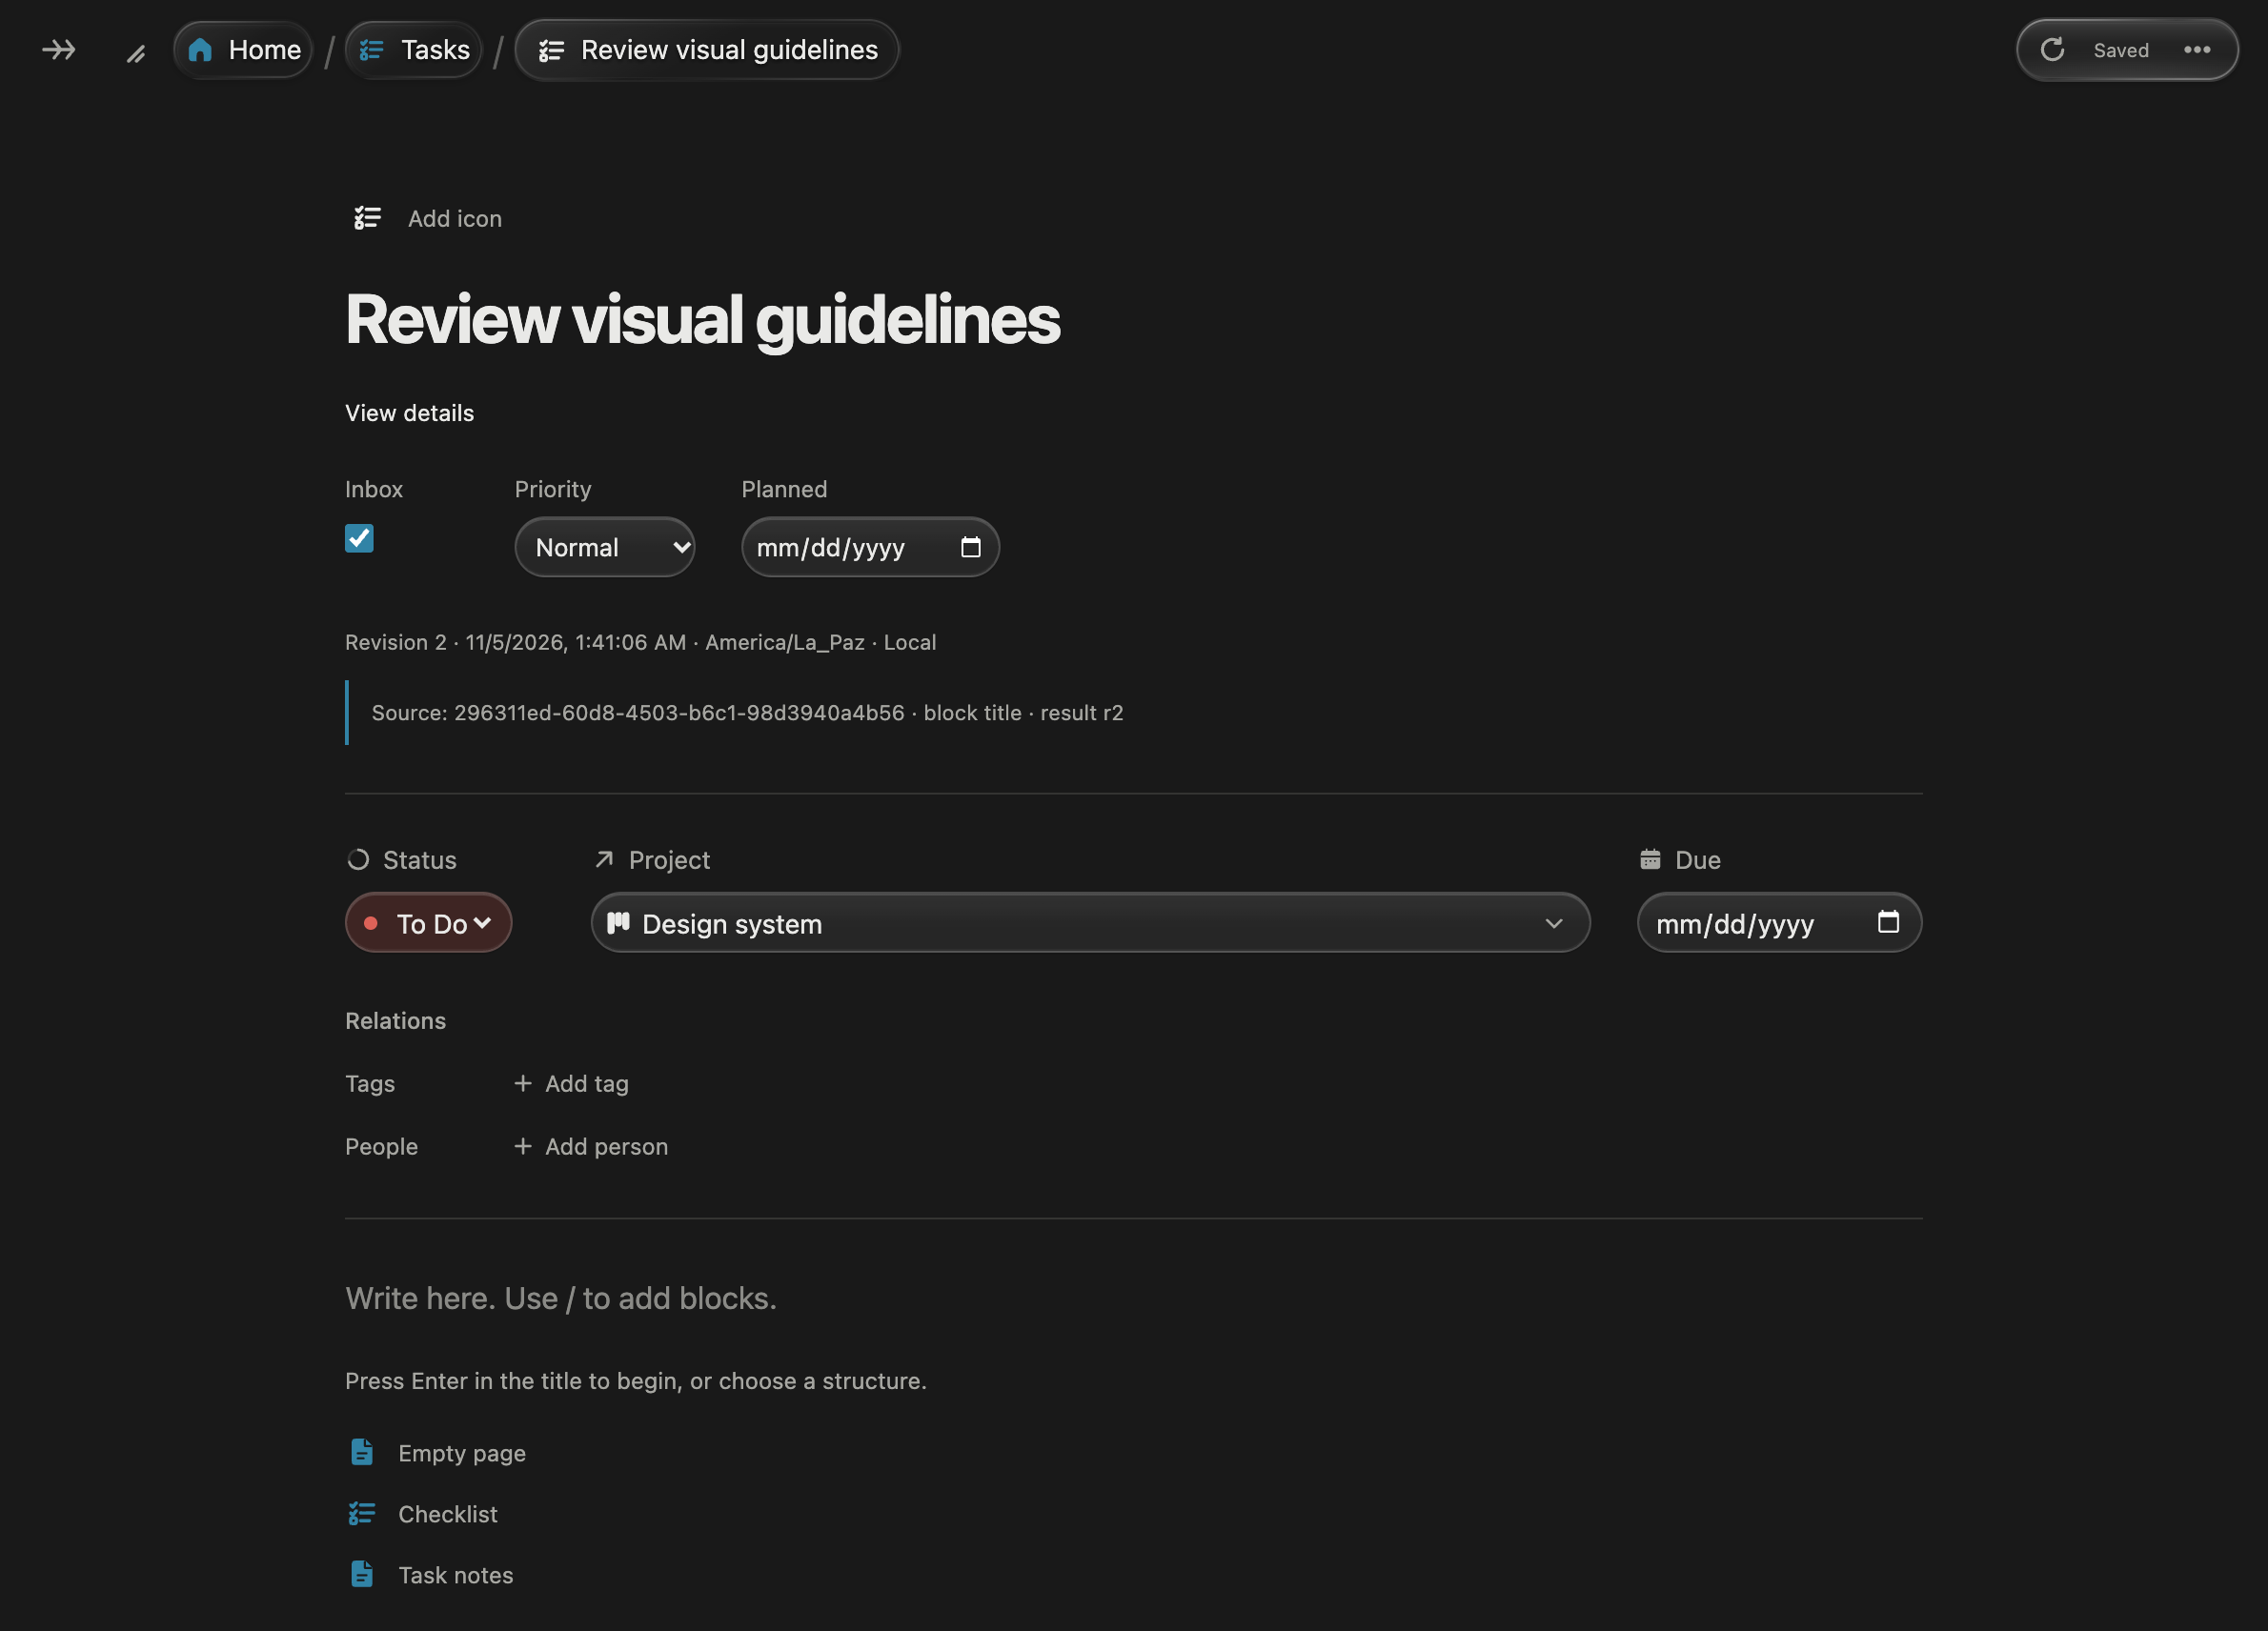 Home / Tasks / Review visual guidelines
Saved
Add icon
Review visual guidelines
View details
Inbox Priority Planned
Normal mm/dd/yyyy
Revision 2 · 11/5/2026, 1:41:06 AM · America/La_Paz · Local
Source: 296311ed-60d8-4503-b6c1-98d3940a4b56 · block title · result r2
Status Project Due
To Do Design system mm/dd/yyyy
Relations
Tags + Add tag
People + Add person
Write here. Use / to add blocks.
Press Enter in the title to begin, or choose a structure.
Empty page
Checklist
Task notes